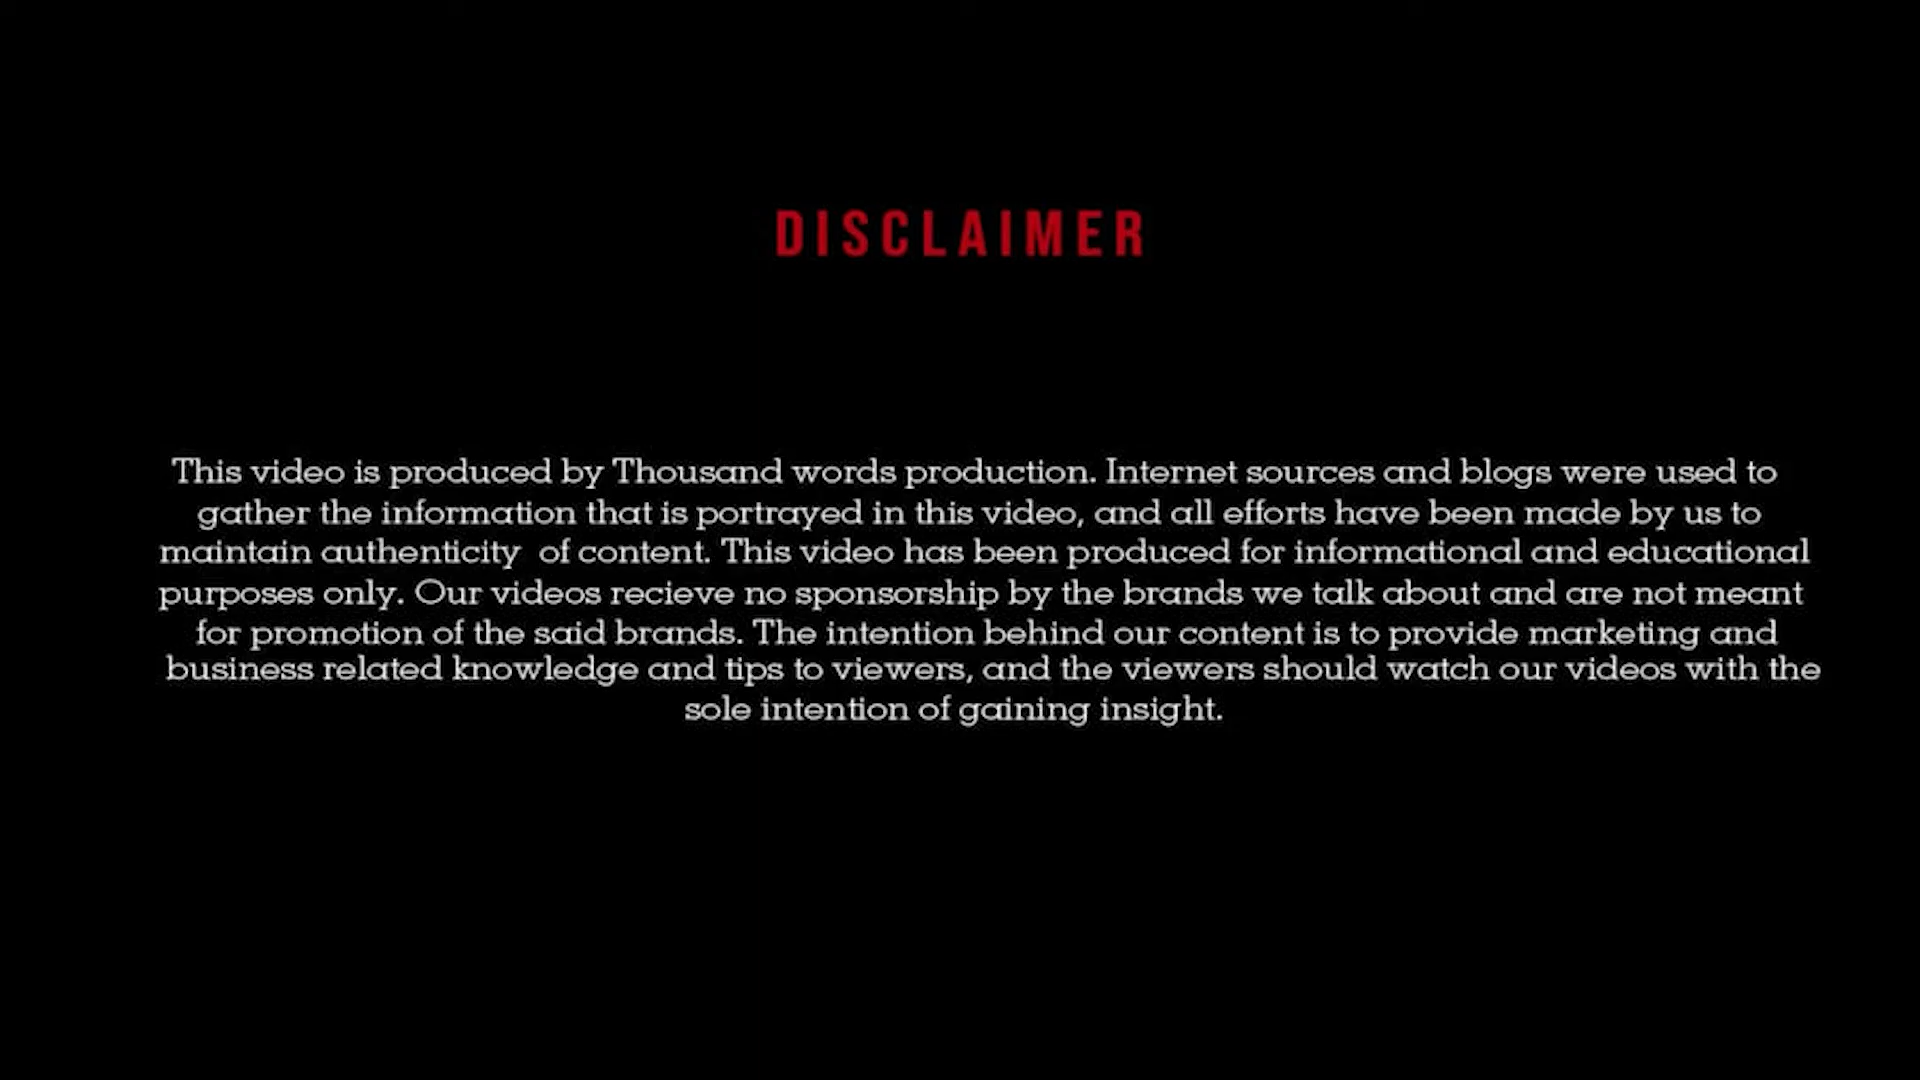 DISCLAIMER
This video is produced by Thousand words production. Internet sources and blogs were used to
gather the information that is portrayed in this video, and all efforts have been made by us to
maintain authenticity  of content. This video has been produced for informational and educational
purposes only. Our videos recieve no sponsorship by the brands we talk about and are not meant
for promotion of the said brands. The intention behind our content is to provide marketing and
business related knowledge and tips to viewers, and the viewers should watch our videos with the
sole intention of gaining insight.